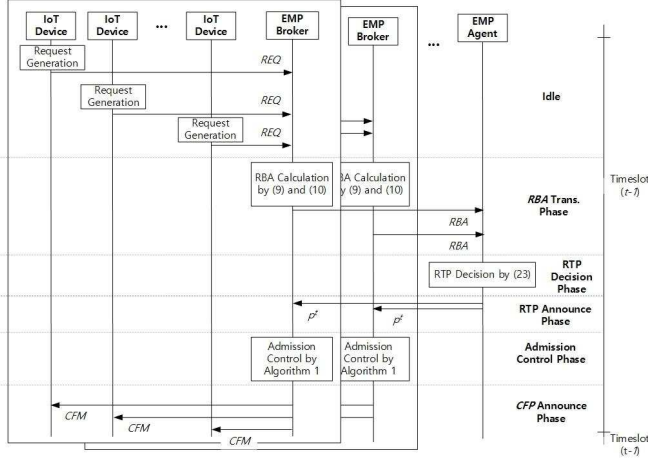 IoT
Device
IoT
Device
...
IoT
Device
EMP
Broker
EMP
Broker
...
EMP
Agent
Request
Generation
REQ
Request
Generation
REQ
Request
Generation
REQ
Idle
RBA Calculation
by (9) and (10)
BA Calculation
y (9) and (10)
RBA
RBA
RBA Trans.
Phase
Timeslot
(t-1)
RTP Decision by (23)
RTP
Decision
Phase
p^t
p^t
RTP Announce
Phase
Admission
Control by
Algorithm 1
Admission
Control by
Algorithm 1
Admission
Control Phase
CFM
CFM
CFM
CFP Announce
Phase
Timeslot
(t-1)